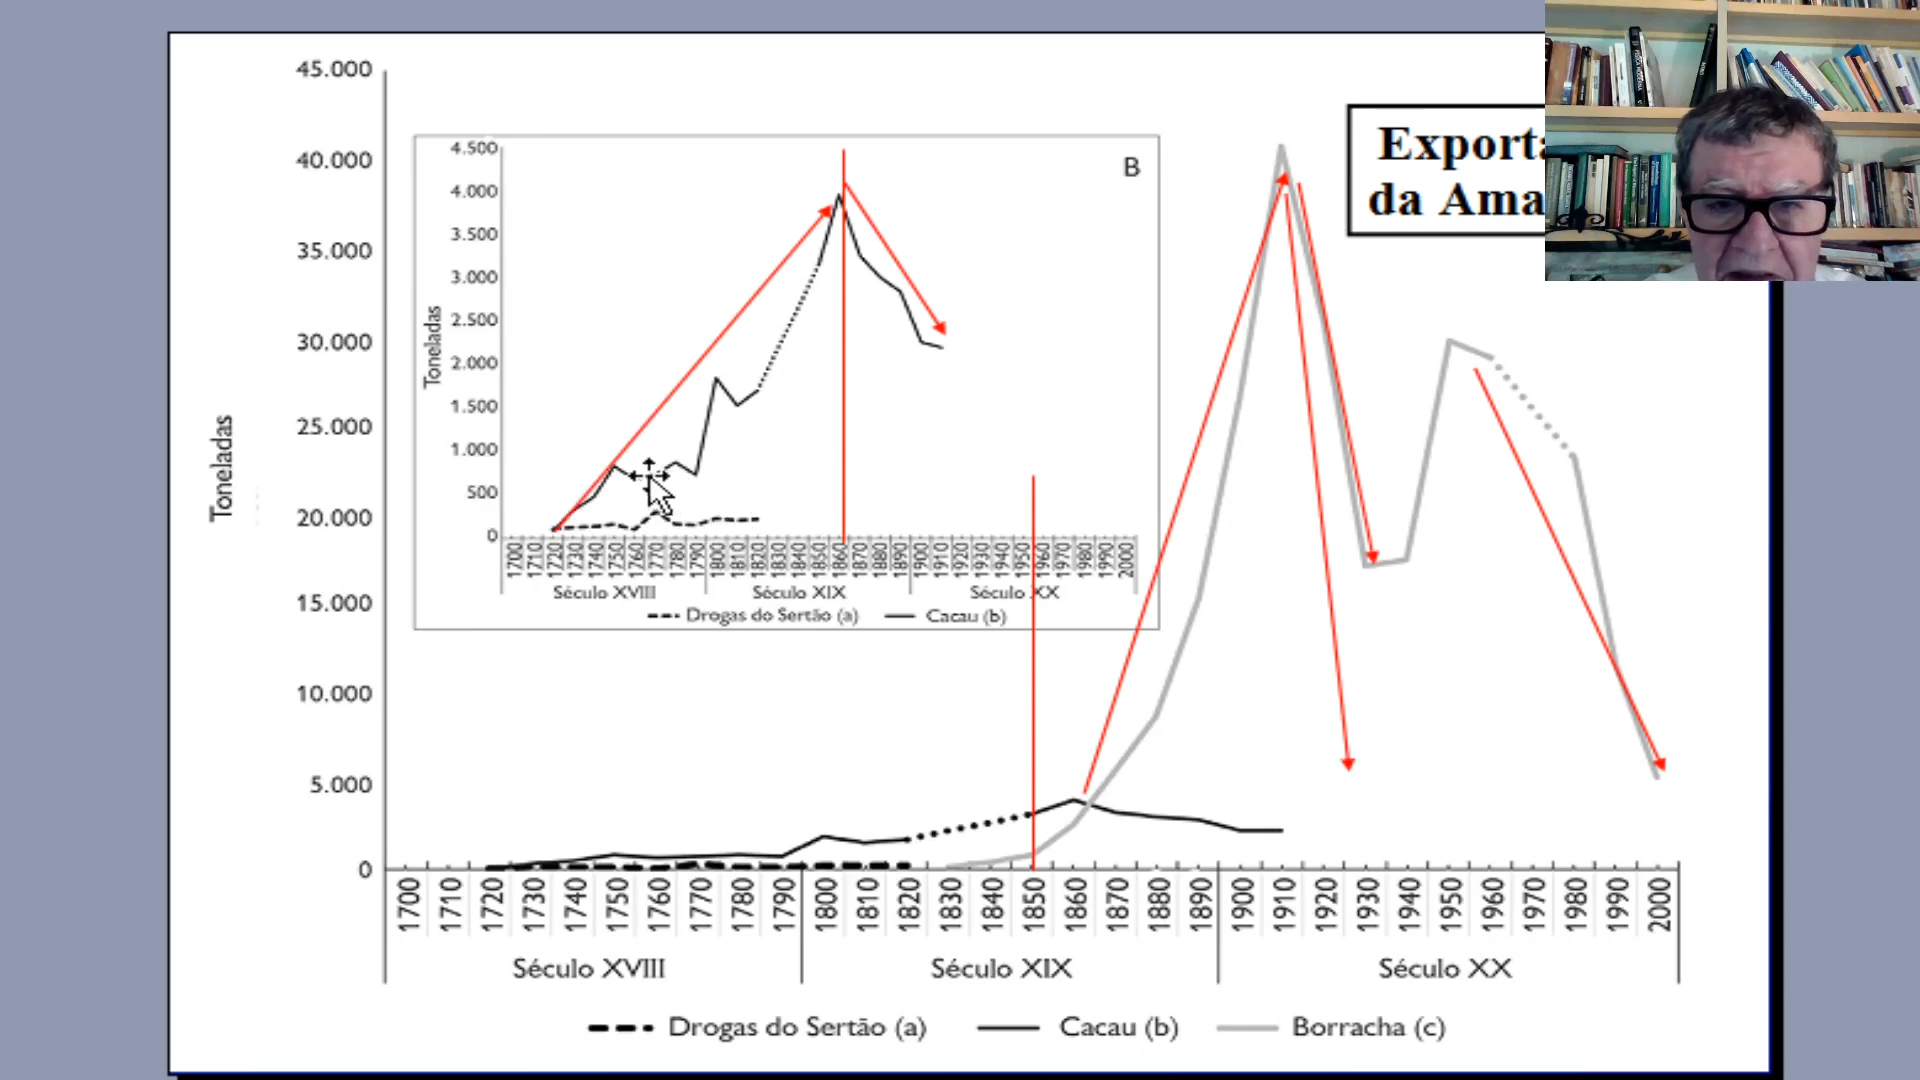 45.000
40.000
35.000
30.000
25.000
20.000
15.000
10.000
5.000
0
Toneladas
B
4.500
4.000
3.500
3.000
2.500
2.000
1.500
1.000
500
0
Toneladas
1700 1710 1720 1730 1740 1750 1760 1770 1780 1790 1800 1810 1820 1830 1840 1850 1860 1870 1880 1890 1900 1910 1920 1930 1940 1950 1960 1970 1980 1990 2000
Século XVIII Século XIX Século XX
Drogas do Sertão (a) Cacau (b)
Export
da Ama
1700 1710 1720 1730 1740 1750 1760 1770 1780 1790 1800 1810 1820 1830 1840 1850 1860 1870 1880 1890 1900 1910 1920 1930 1940 1950 1960 1970 1980 1990 2000
Século XVIII Século XIX Século XX
Drogas do Sertão (a) Cacau (b) Borracha (c)